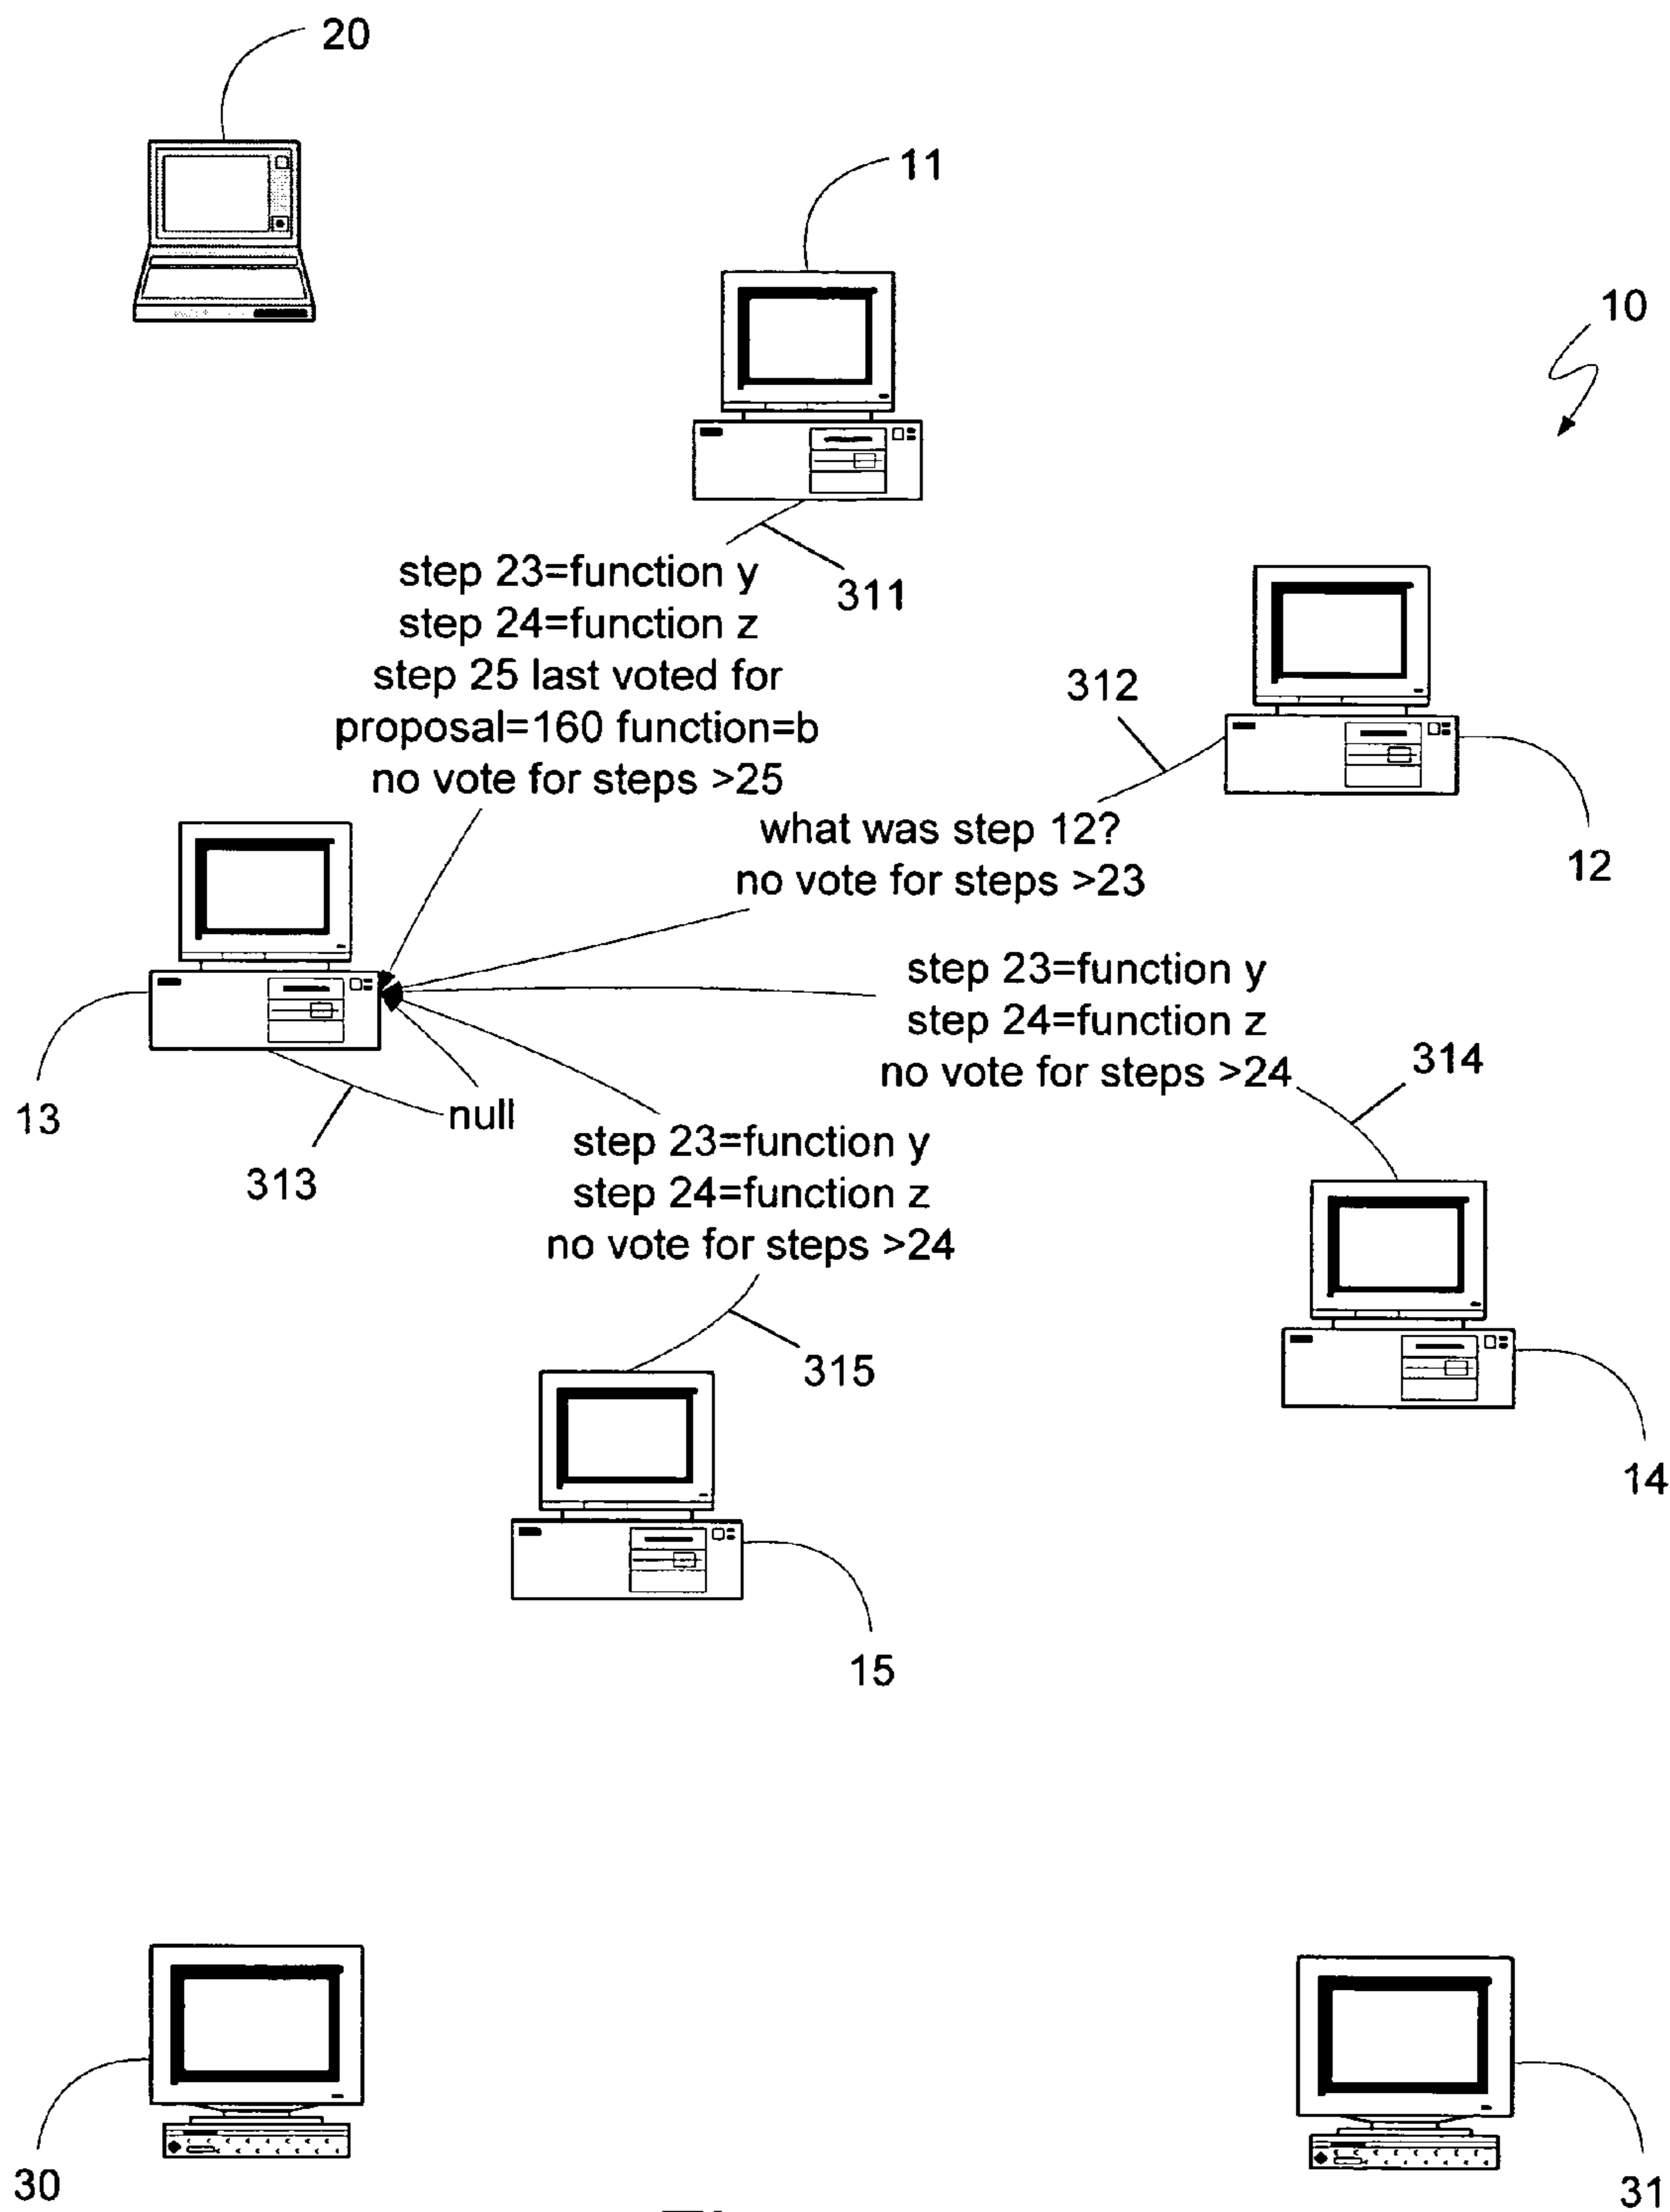 20
11
10
step 23=function y
step 24=function z
step 25 last voted for
proposal=160 function=b
no vote for steps >25
311
312
what was step 12?
no vote for steps >23
12
step 23=function y
step 24=function z
no vote for steps >24
314
13
null
313
step 23=function y
step 24=function z
no vote for steps >24
315
14
15
30
31